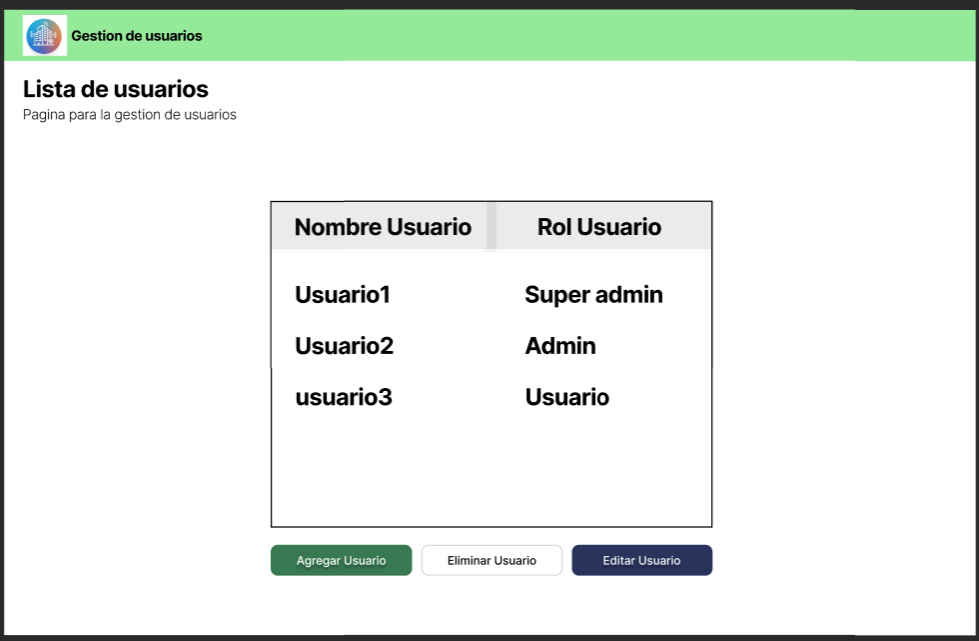 Gestion de usuarios
Lista de usuarios
Pagina para la gestion de usuarios
Nombre Usuario Rol Usuario
Usuario1 Super admin
Usuario2 Admin
usuario3 Usuario
Agregar Usuario Eliminar Usuario Editar Usuario